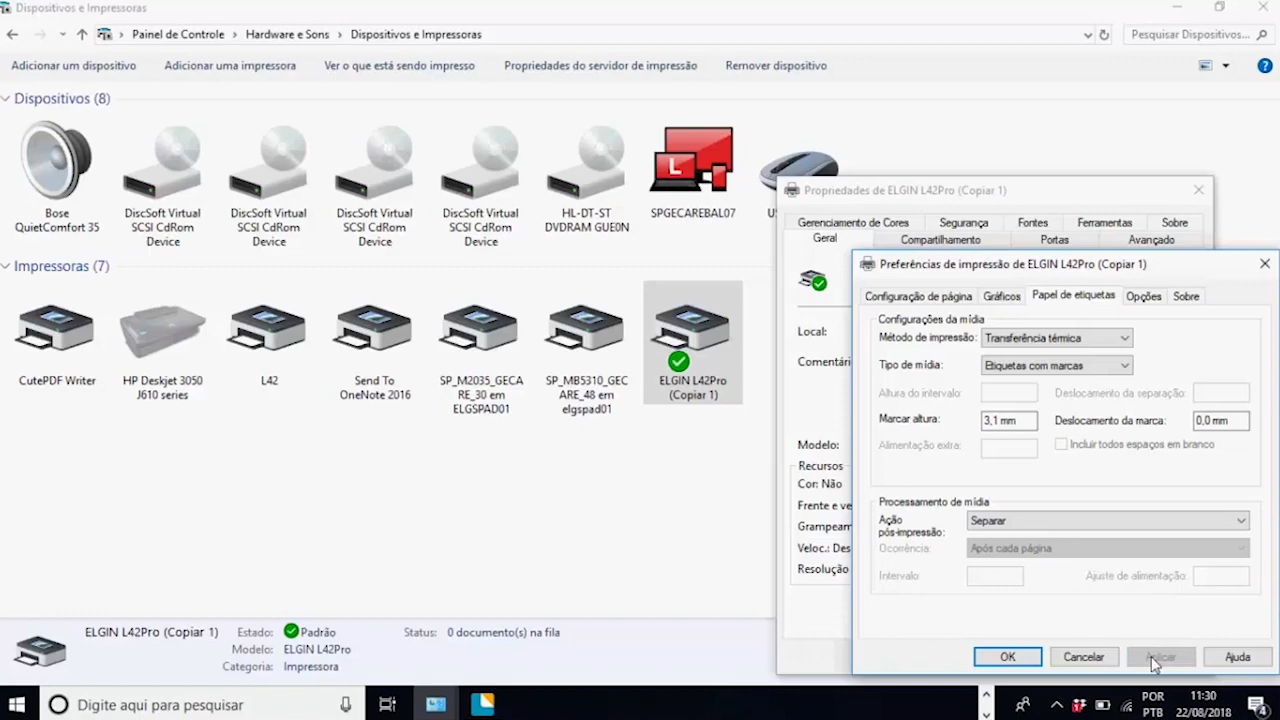 Dispositivos e Impressoras
Painel de Controle > Hardware e Sons > Dispositivos e Impressoras
Pesquisar Dispositivos...
Adicionar um dispositivo Adicionar uma impressora Ver o que está sendo impresso Propriedades do servidor de impressão Remover dispositivo
Dispositivos (8)
Bose
QuietComfort 35
DiscSoft Virtual
SCSI CdRom
Device
DiscSoft Virtual
SCSI CdRom
Device
DiscSoft Virtual
SCSI CdRom
Device
DiscSoft Virtual
SCSI CdRom
Device
HL-DT-ST
DVDRAM GUE0N
L
SPGECAREBAL07
Impressoras (7)
CutePDF Writer
HP Deskjet 3050
J610 series
L42
Send To
OneNote 2016
SP_M2035_GECA
RE_30 em
ELGSPAD01
SP_MB5310_GEC
ARE_48 em
elgspad01
ELGIN L42Pro
(Copiar 1)
Propriedades de ELGIN L42Pro (Copiar 1)
Gerenciamento de Cores Segurança Fontes Ferramentas Sobre
Geral Compartilhamento Portas Avançado
Local:
Comentári
Modelo:
Recursos
Cor: Não
Frente e ve
Grampeam
Veloc.: Des
Resolução
Preferências de impressão de ELGIN L42Pro (Copiar 1)
Configuração de página Gráficos Papel de etiquetas Opções Sobre
Configurações da mídia
Método de impressão: Transferência térmica
Tipo de mídia: Etiquetas com marcas
Altura do intervalo: Deslocamento da separação:
Marcar altura: 3,1 mm Deslocamento da marca: 0,0 mm
Alimentação extra: Incluir todos espaços em branco
Processamento de mídia
Ação
pós-impressão: Separar
Ocorrência: Após cada página
Intervalo: Ajuste de alimentação:
OK Cancelar Aplicar Ajuda
ELGIN L42Pro (Copiar 1) Estado: Padrão Status: 0 documento(s) na fila
Modelo: ELGIN L42Pro
Categoria: Impressora
Digite aqui para pesquisar
POR
PTB
11:30
22/08/2018
4